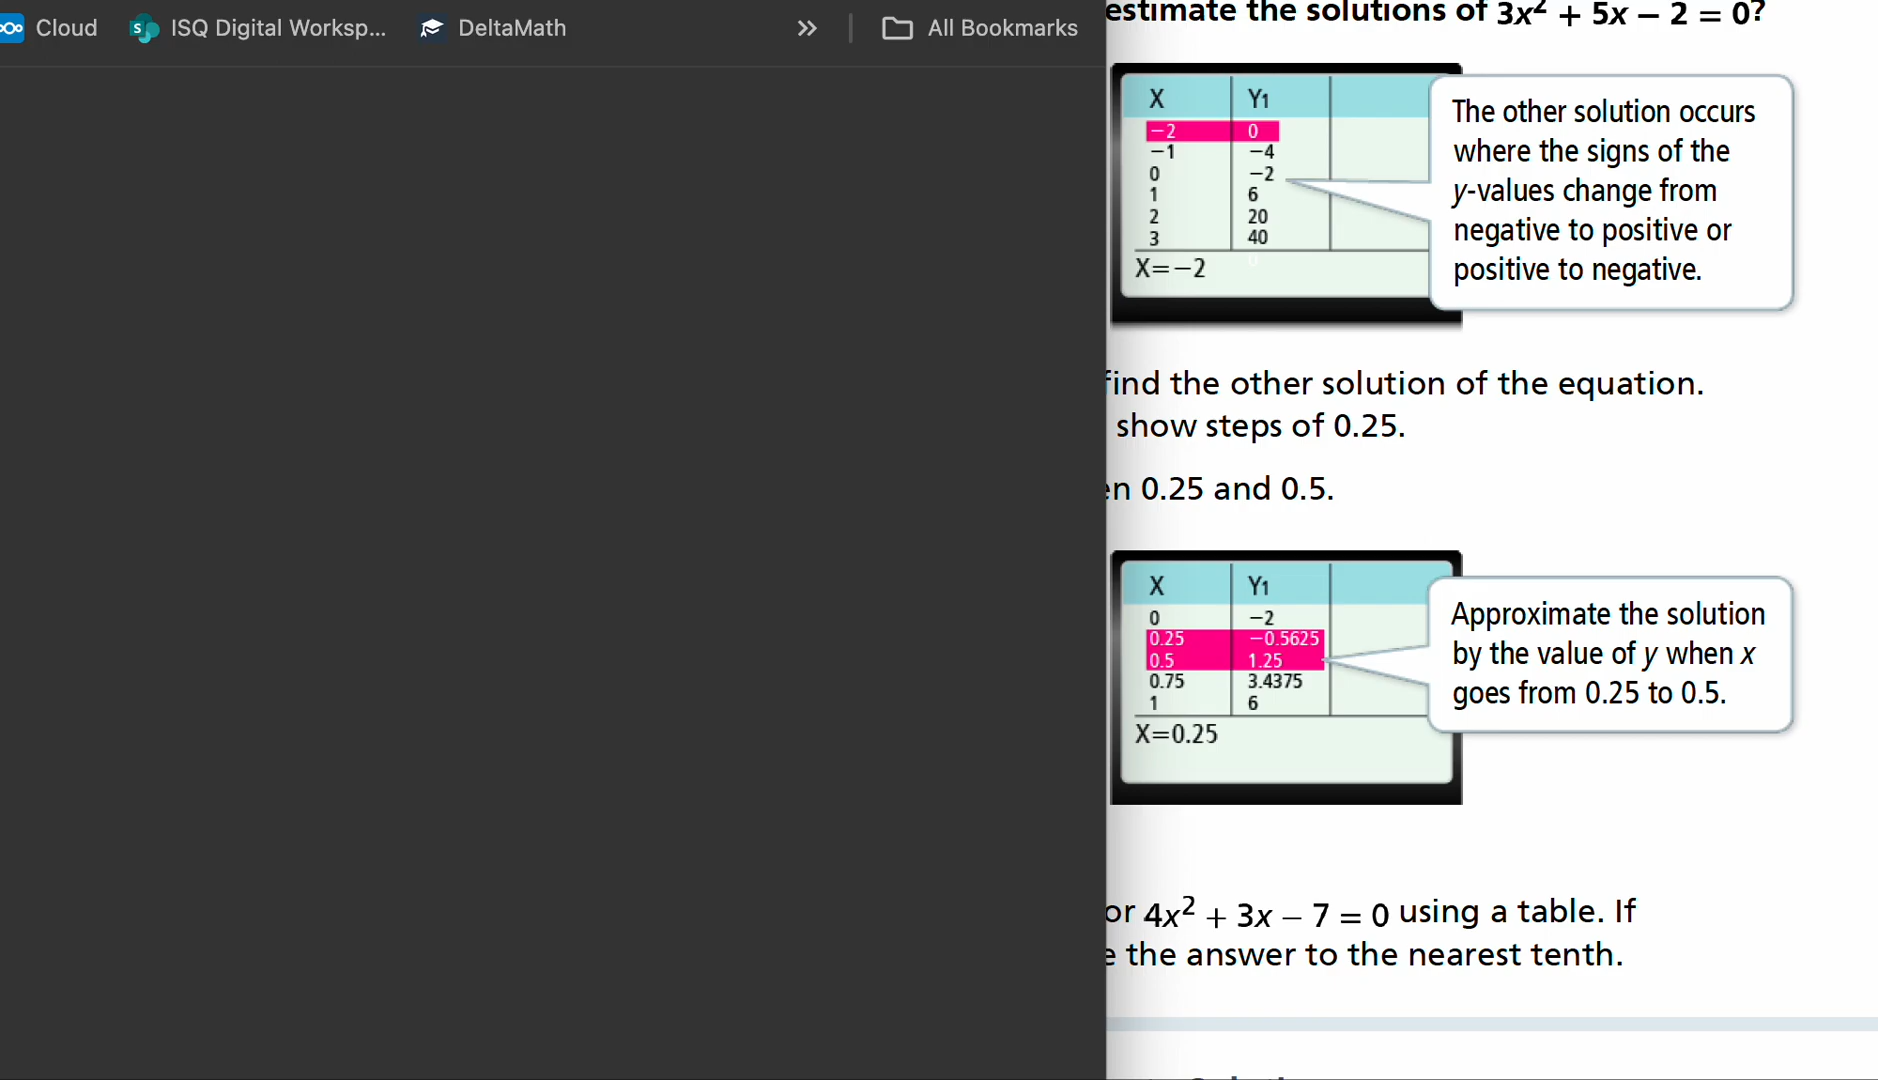 Cloud
ISQ Digital Worksp...
DeltaMath
All Bookmarks
estimate the solutions of 3x² + 5x − 2 = 0?
X Y1
−2 0
−1 −4
0 −2
1 6
2 20
3 40
X=−2 0
The other solution occurs
where the signs of the
y-values change from
negative to positive or
positive to negative.
find the other solution of the equation.
show steps of 0.25.
en 0.25 and 0.5.
X Y1
0 −2
0.25 −0.5625
0.5 1.25
0.75 3.4375
1 6
X=0.25
Approximate the solution
by the value of y when x
goes from 0.25 to 0.5.
or 4x² + 3x − 7 = 0 using a table. If
e the answer to the nearest tenth.